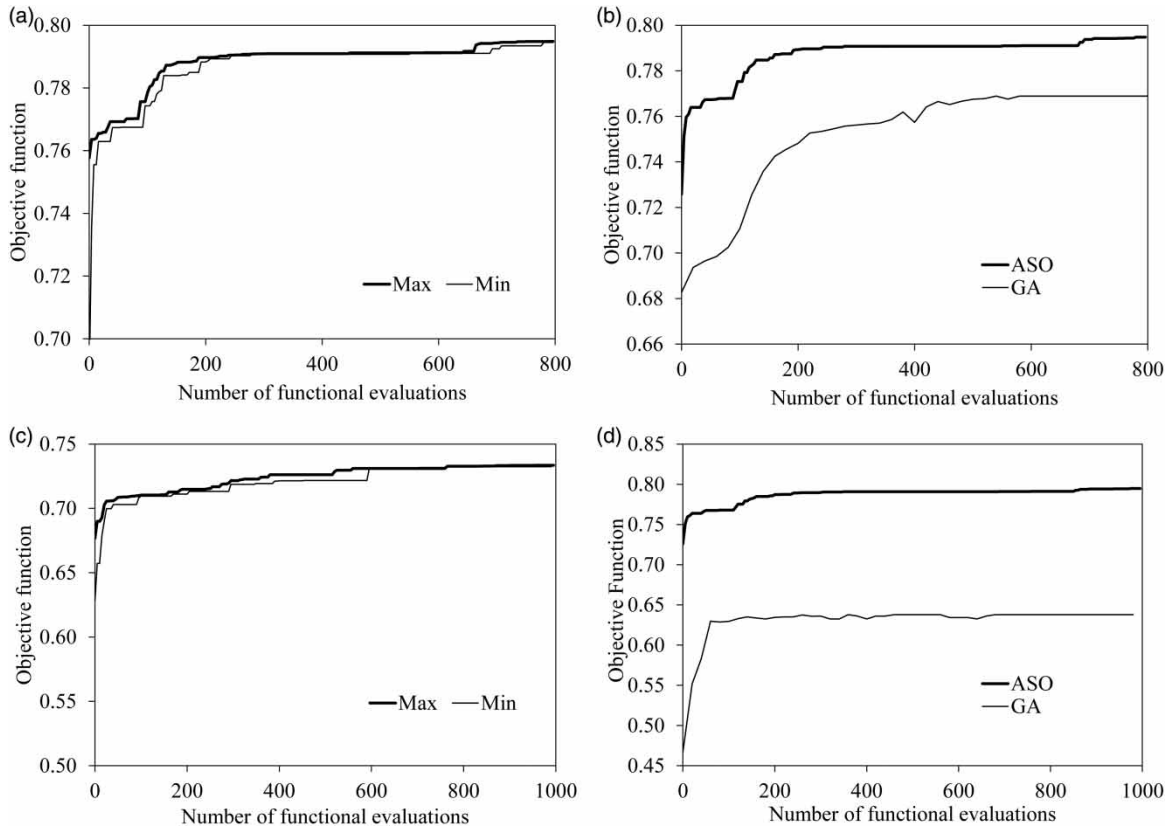 (a)
0.80
0.78
0.76
0.74
0.72
0.70
Objective function
Max Min
0 200 400 600 800
Number of functional evaluations
(b)
0.80
0.78
0.76
0.74
0.72
0.70
0.68
0.66
Objective function
ASO
GA
0 200 400 600 800
Number of functional evaluations
(c)
0.75
0.70
0.65
0.60
0.55
0.50
Objective function
Max Min
0 200 400 600 800 1000
Number of functional evaluations
(d)
0.85
0.80
0.75
0.70
0.65
0.60
0.55
0.50
0.45
Objective Function
ASO
GA
0 200 400 600 800 1000
Number of functional evaluations